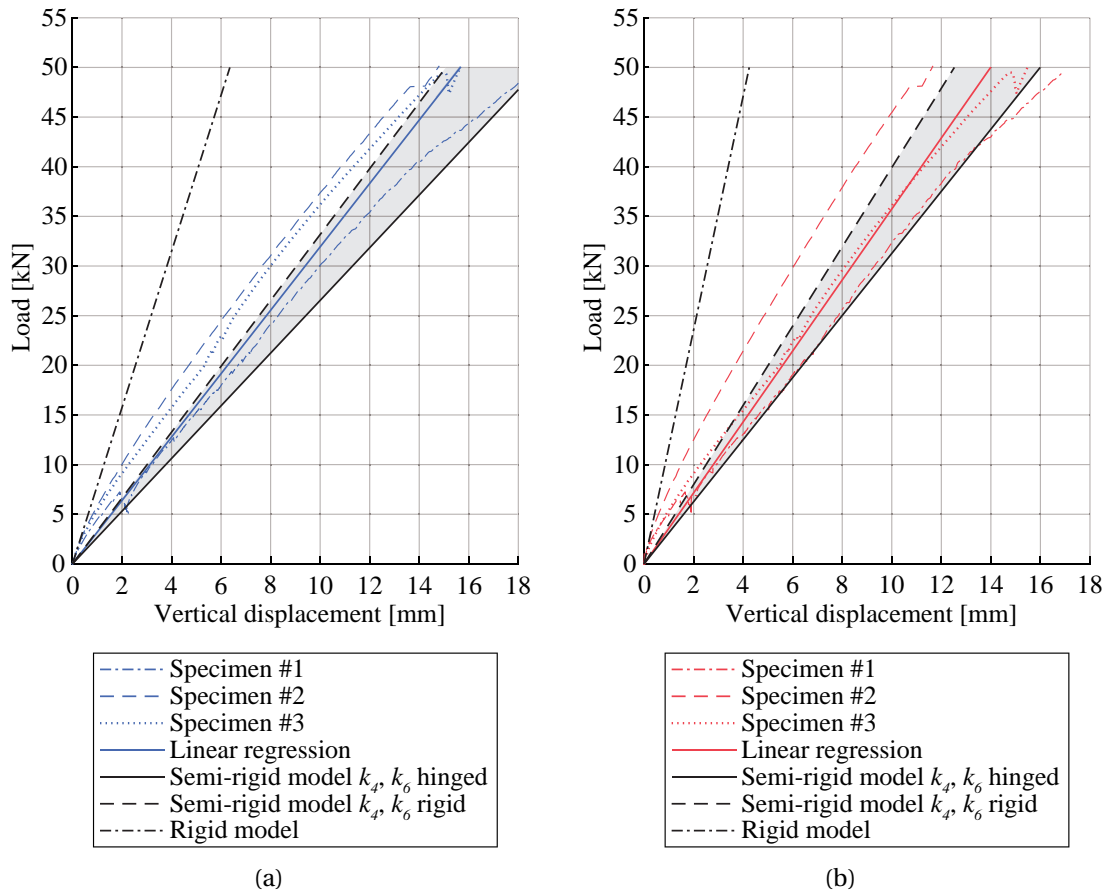 55
50
45
40
35
30
25
20
15
10
5
0
Load [kN]
0 2 4 6 8 10 12 14 16 18
Vertical displacement [mm]
Specimen #1
Specimen #2
Specimen #3
Linear regression
Semi-rigid model k₄, k₆ hinged
Semi-rigid model k₄, k₆ rigid
Rigid model
(a)
55
50
45
40
35
30
25
20
15
10
5
0
Load [kN]
0 2 4 6 8 10 12 14 16 18
Vertical displacement [mm]
Specimen #1
Specimen #2
Specimen #3
Linear regression
Semi-rigid model k₄, k₆ hinged
Semi-rigid model k₄, k₆ rigid
Rigid model
(b)